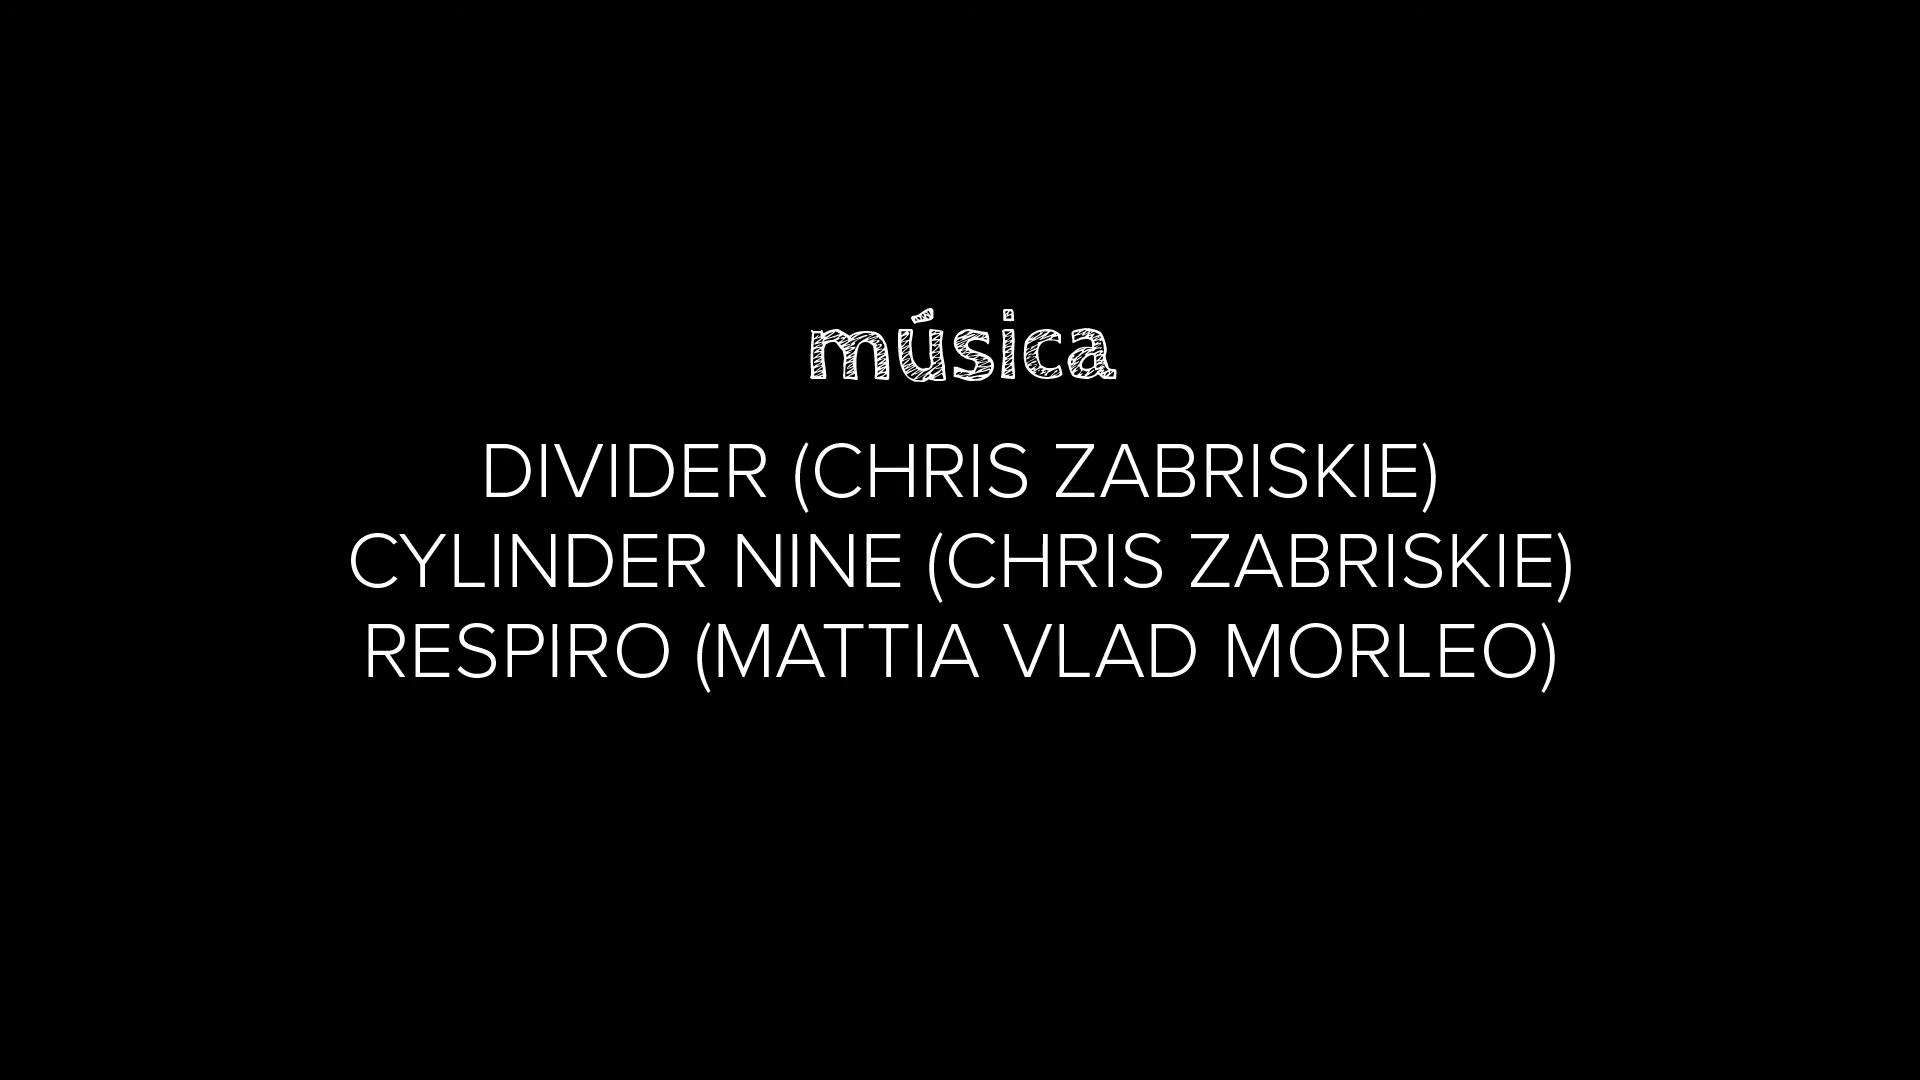 música
DIVIDER (CHRIS ZABRISKIE)
CYLINDER NINE (CHRIS ZABRISKIE)
RESPIRO (MATTIA VLAD MORLEO)